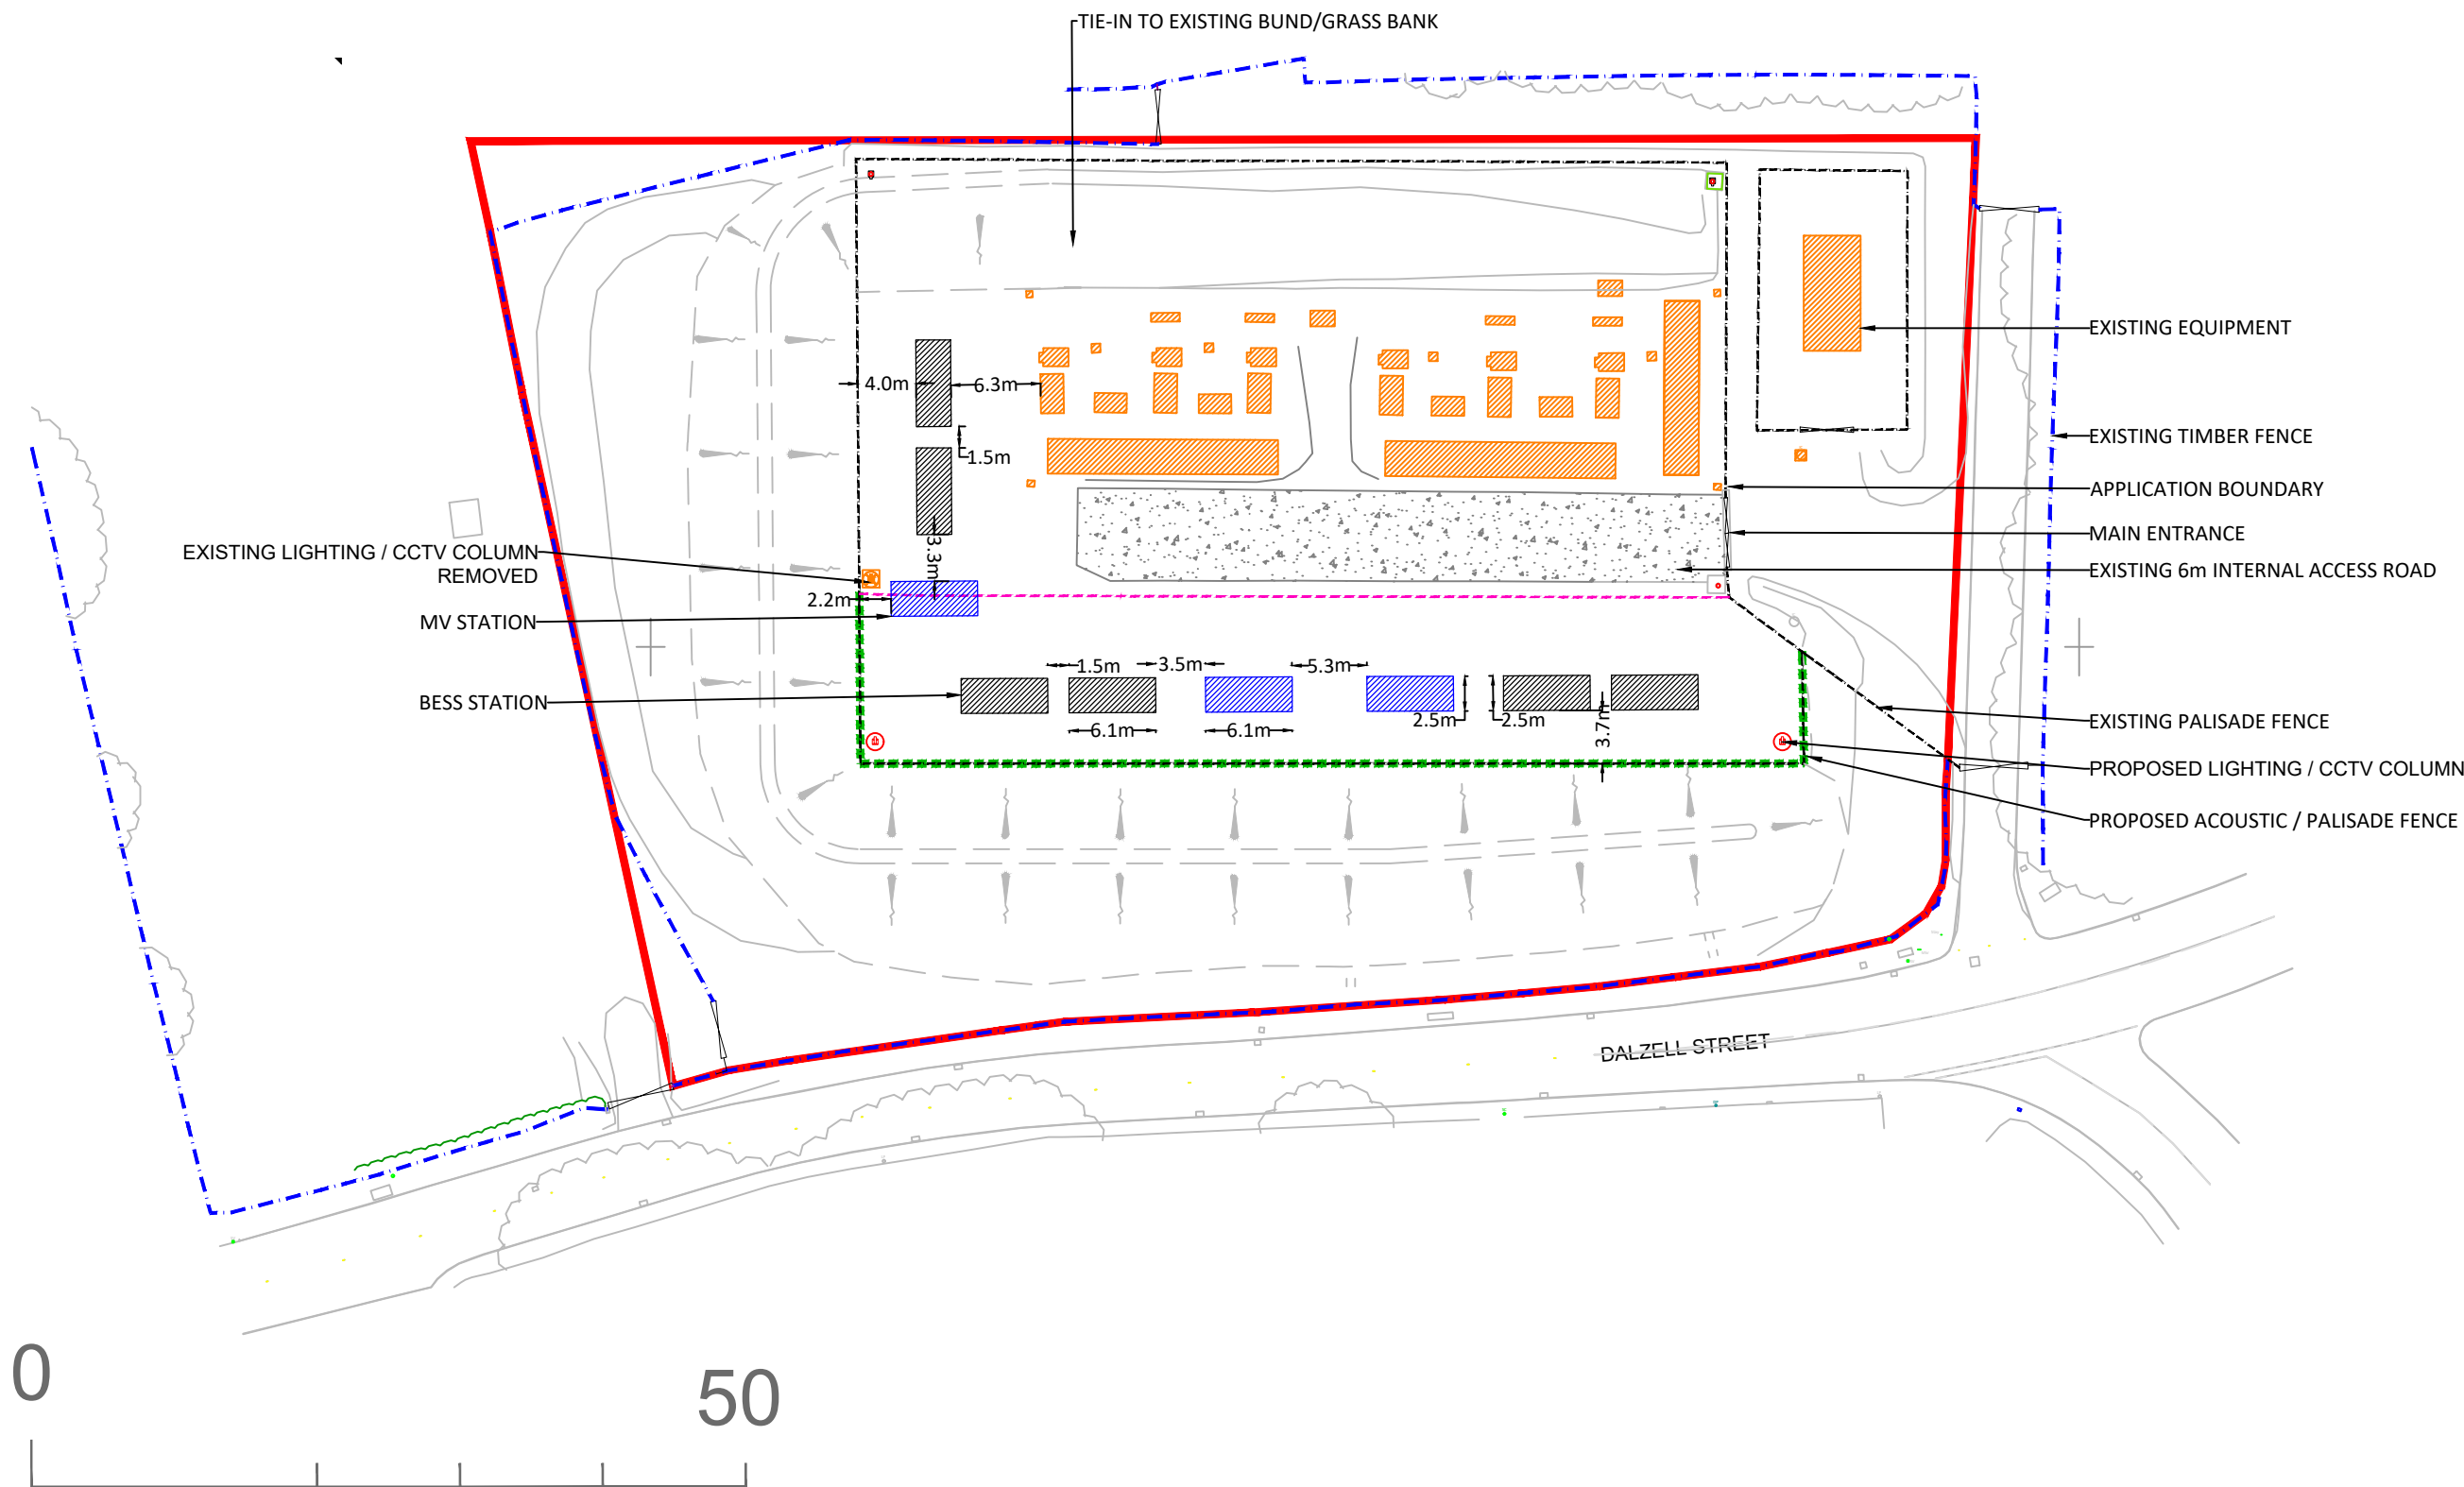 TIE-IN TO EXISTING BUND/GRASS BANK
EXISTING EQUIPMENT
4.0m
6.3m
EXISTING TIMBER FENCE
1.5m
APPLICATION BOUNDARY
MAIN ENTRANCE
3.3m
EXISTING LIGHTING / CCTV COLUMN
REMOVED
EXISTING 6m INTERNAL ACCESS ROAD
2.2m
MV STATION
1.5m
3.5m
5.3m
BESS STATION
2.5m
2.5m
3.7m
EXISTING PALISADE FENCE
6.1m
6.1m
PROPOSED LIGHTING / CCTV COLUMN
PROPOSED ACOUSTIC / PALISADE FENCE
DALZELL STREET
0
50